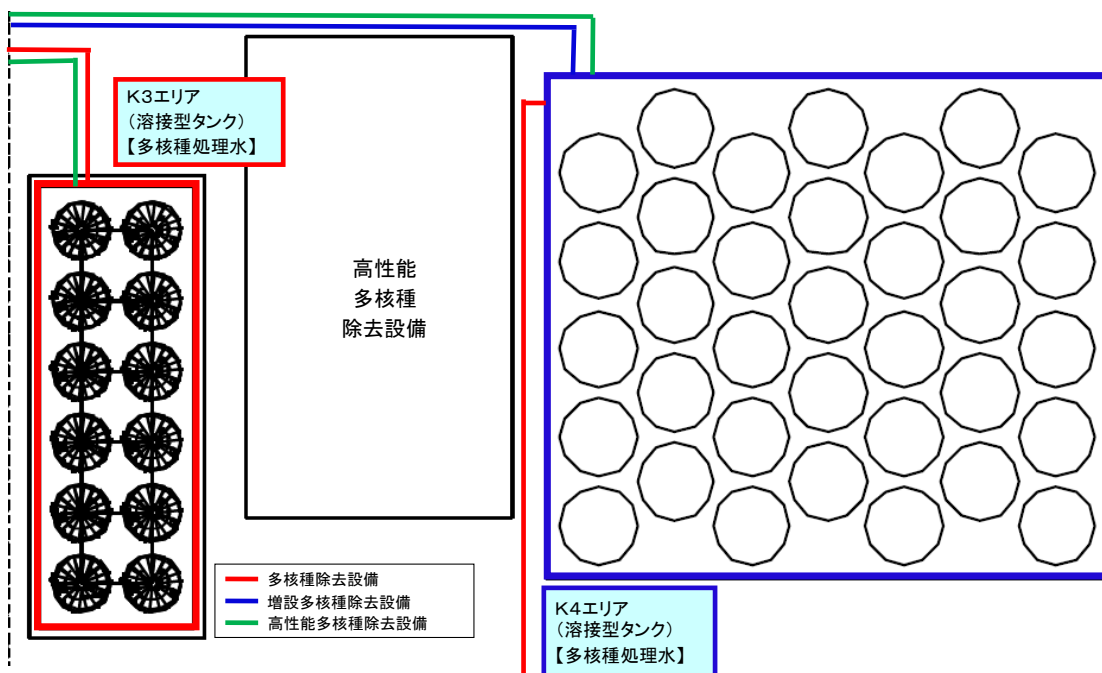 K3エリア
(溶接型タンク)
【多核種処理水】
高性能
多核種
除去設備
多核種除去設備
増設多核種除去設備
高性能多核種除去設備
K4エリア
(溶接型タンク)
【多核種処理水】